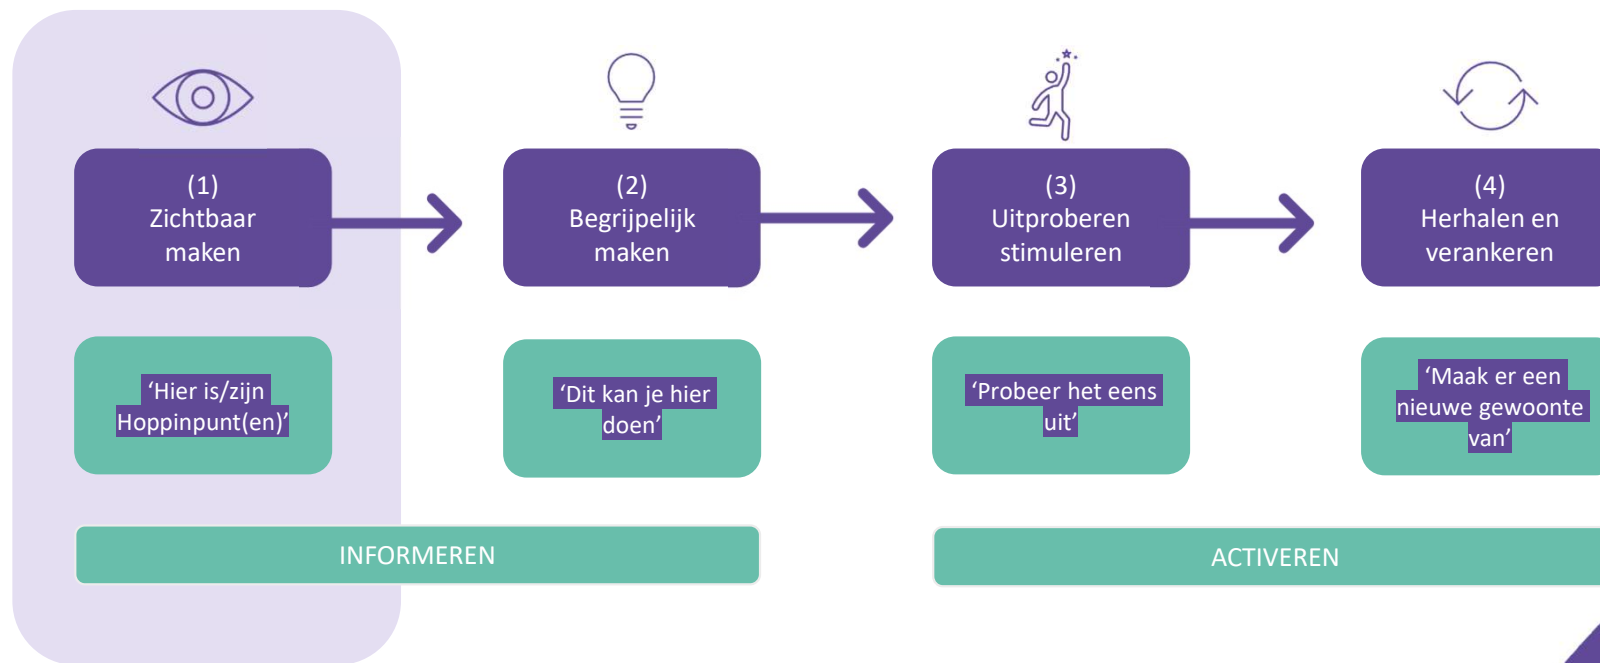 (1)
Zichtbaar
maken
(2)
Begrijpelijk
maken
(3)
Uitproberen
stimuleren
(4)
Herhalen en
verankeren
‘Hier is/zijn
Hoppinpunt(en)’
‘Dit kan je hier
doen’
‘Probeer het eens
uit’
‘Maak er een
nieuwe gewoonte
van’
INFORMEREN
ACTIVEREN